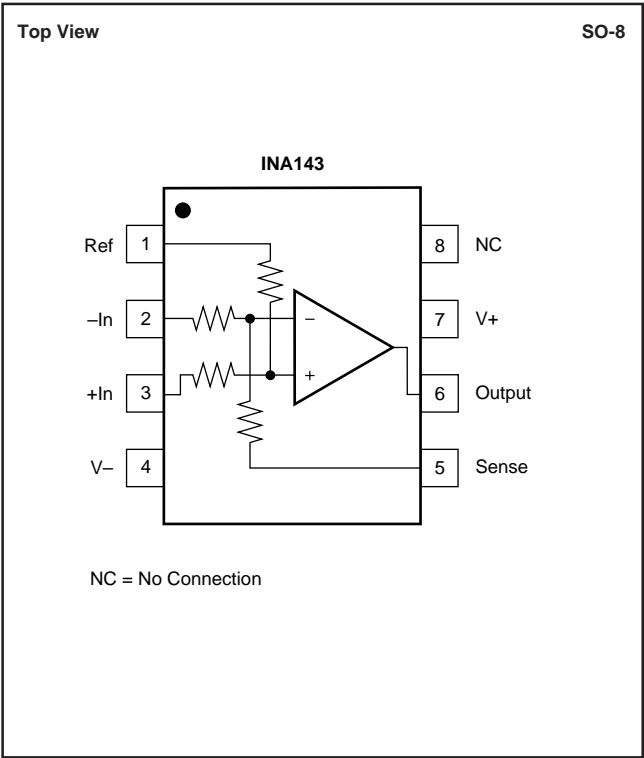 Top View SO-8
INA143
Ref 1 8 NC
–In 2 – 7 V+
+In 3 + 6 Output
V– 4 5 Sense
NC = No Connection